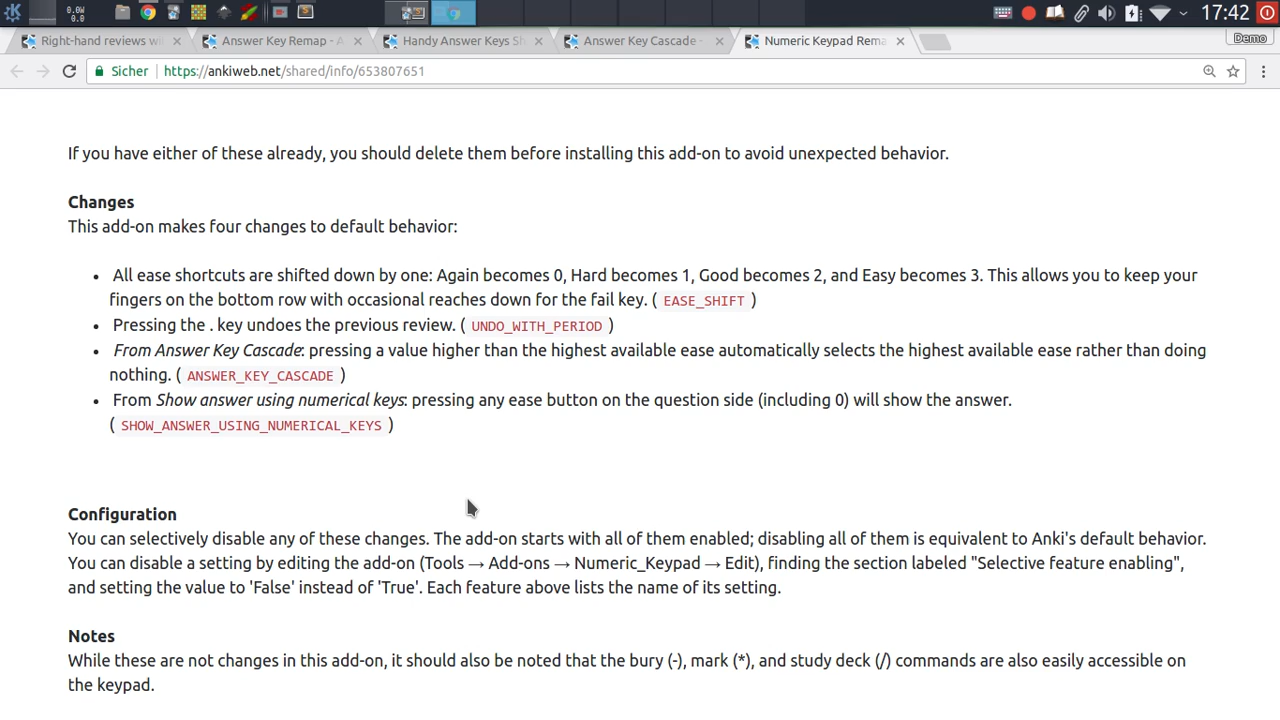 0.0W
0.0
17:42
Right-hand reviews wi
Answer Key Remap - A
Handy Answer Keys Sh
Answer Key Cascade -
Numeric Keypad Rema
Demo
Sicher https://ankiweb.net/shared/info/653807651
If you have either of these already, you should delete them before installing this add-on to avoid unexpected behavior.
Changes
This add-on makes four changes to default behavior:
• All ease shortcuts are shifted down by one: Again becomes 0, Hard becomes 1, Good becomes 2, and Easy becomes 3. This allows you to keep your
fingers on the bottom row with occasional reaches down for the fail key. ( EASE_SHIFT )
• Pressing the . key undoes the previous review. ( UNDO_WITH_PERIOD )
• From Answer Key Cascade: pressing a value higher than the highest available ease automatically selects the highest available ease rather than doing
nothing. ( ANSWER_KEY_CASCADE )
• From Show answer using numerical keys: pressing any ease button on the question side (including 0) will show the answer.
( SHOW_ANSWER_USING_NUMERICAL_KEYS )
Configuration
You can selectively disable any of these changes. The add-on starts with all of them enabled; disabling all of them is equivalent to Anki's default behavior.
You can disable a setting by editing the add-on (Tools → Add-ons → Numeric_Keypad → Edit), finding the section labeled "Selective feature enabling",
and setting the value to 'False' instead of 'True'. Each feature above lists the name of its setting.
Notes
While these are not changes in this add-on, it should also be noted that the bury (-), mark (*), and study deck (/) commands are also easily accessible on
the keypad.